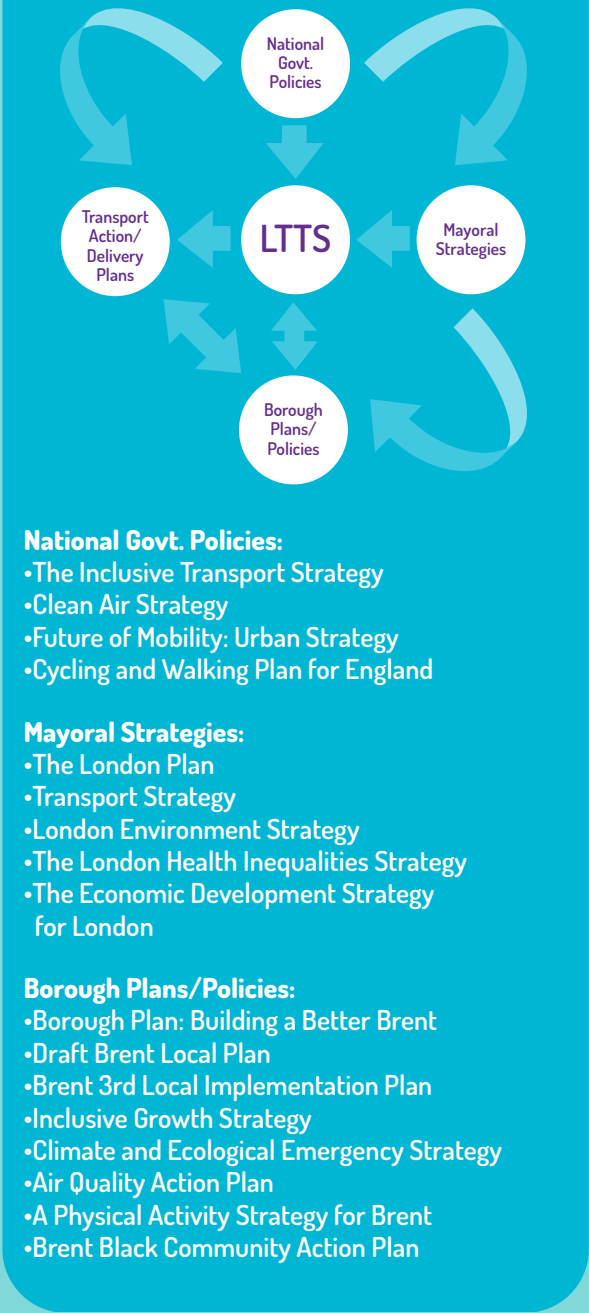 National
Govt.
Policies
Transport
Action/
Delivery
Plans
LTTS
Mayoral
Strategies
Borough
Plans/
Policies
National Govt. Policies:
•The Inclusive Transport Strategy
•Clean Air Strategy
•Future of Mobility: Urban Strategy
•Cycling and Walking Plan for England
Mayoral Strategies:
•The London Plan
•Transport Strategy
•London Environment Strategy
•The London Health Inequalities Strategy
•The Economic Development Strategy
for London
Borough Plans/Policies:
•Borough Plan: Building a Better Brent
•Draft Brent Local Plan
•Brent 3rd Local Implementation Plan
•Inclusive Growth Strategy
•Climate and Ecological Emergency Strategy
•Air Quality Action Plan
•A Physical Activity Strategy for Brent
•Brent Black Community Action Plan